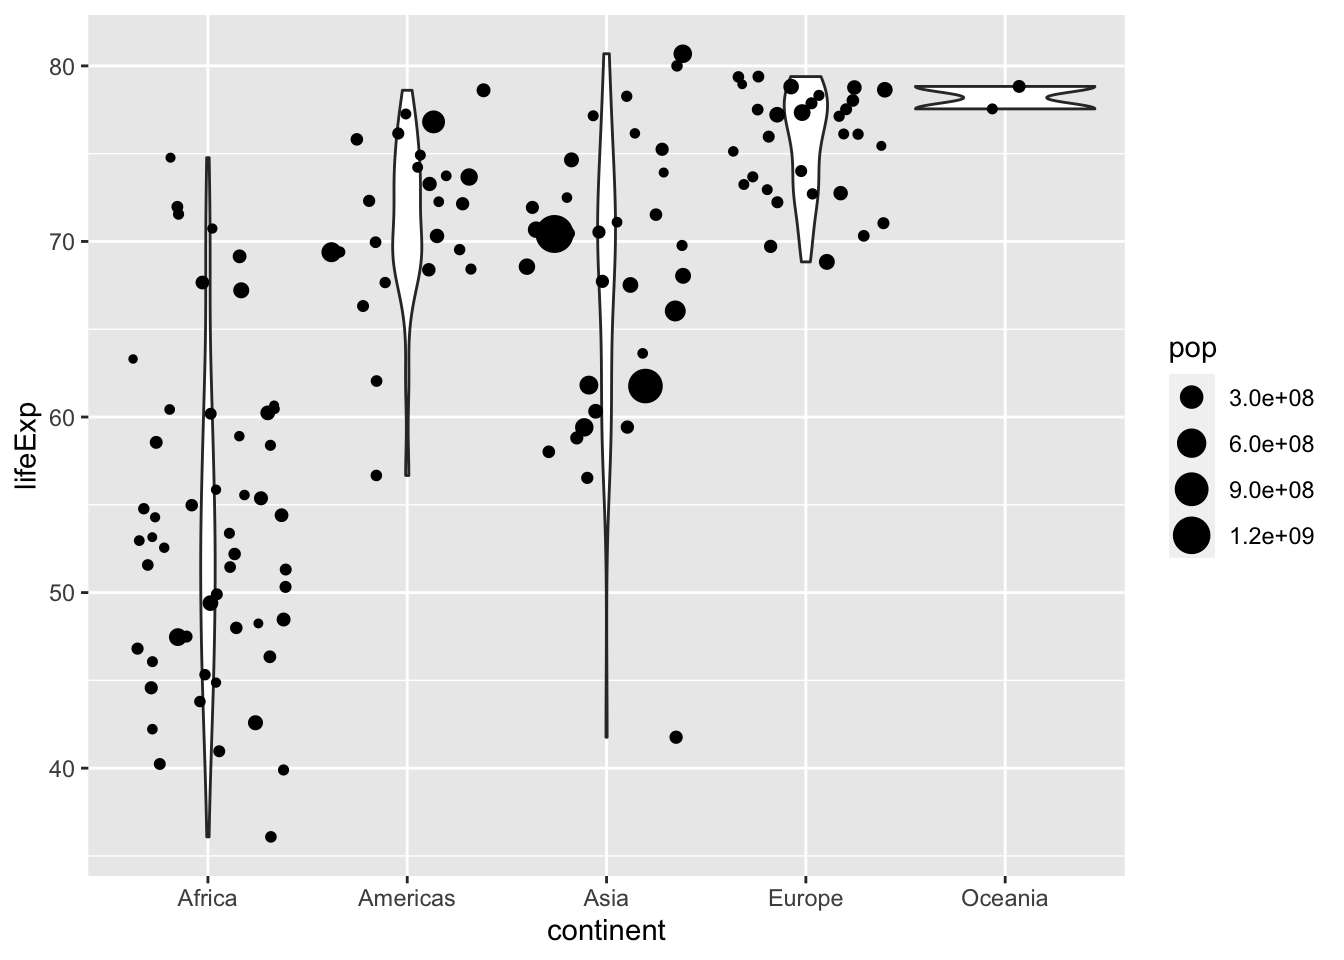 80
70
60
50
40
lifeExp
Africa
Americas
Asia
Europe
Oceania
continent
pop
3.0e+08
6.0e+08
9.0e+08
1.2e+09